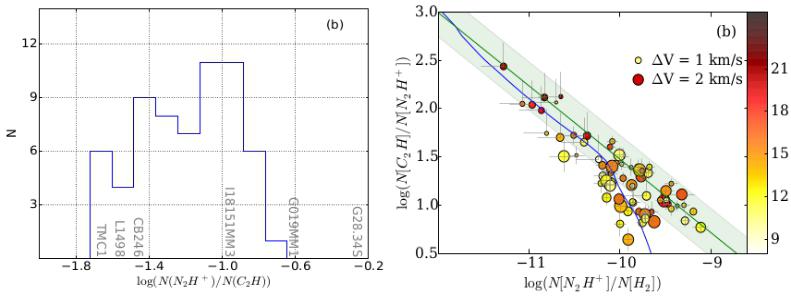 (b)
12
9
6
3
N
TMC1
L1498
CB246
I18151MM3
G019MM1
G28.34S
−1.8 −1.4 −1.0 −0.6 −0.2
log(N(N₂H⁺)/N(C₂H))
(b)
ΔV = 1 km/s
ΔV = 2 km/s
3.0
2.5
2.0
1.5
1.0
0.5
log(N[C₂H]/N[N₂H⁺])
−11 −10 −9
log(N[N₂H⁺]/N[H₂])
21
18
15
12
9